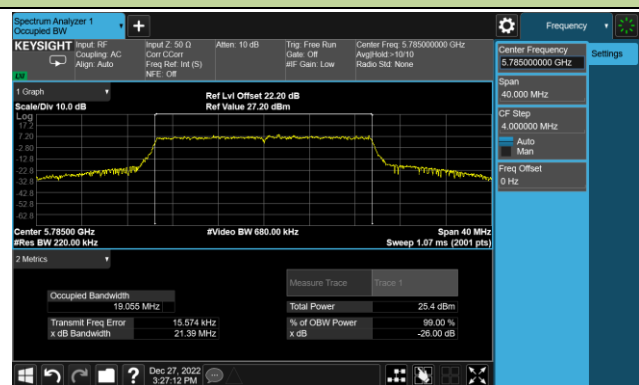 Spectrum Analyzer 1
Occupied BW
Frequency
KEYSIGHT
Input: RF
Coupling: AC
Align: Auto
Input Z: 50 Ω
Corr CCorr
Freq Ref: Int (S)
NFE: Off
Atten: 10 dB
Trig: Free Run
Gate: Off
#IF Gain: Low
Center Freq: 5.785000000 GHz
Avg|Hold:>10/10
Radio Std: None
LXI
Center Frequency
5.785000000 GHz
Settings
Span
40.000 MHz
CF Step
4.000000 MHz
Auto
Man
Freq Offset
0 Hz
1 Graph
Scale/Div 10.0 dB
Ref Lvl Offset 22.20 dB
Ref Value 27.20 dBm
Log
17.2
7.20
-2.80
-12.8
-22.8
-32.8
-42.8
-52.8
-62.8
Center 5.78500 GHz
#Res BW 220.00 kHz
#Video BW 680.00 kHz
Span 40 MHz
Sweep 1.07 ms (2001 pts)
2 Metrics
Measure Trace
Trace 1
Occupied Bandwidth
19.055 MHz
Total Power
25.4 dBm
Transmit Freq Error
15.574 kHz
% of OBW Power
99.00 %
x dB Bandwidth
21.39 MHz
x dB
-26.00 dB
?
Dec 27, 2022
3:27:12 PM